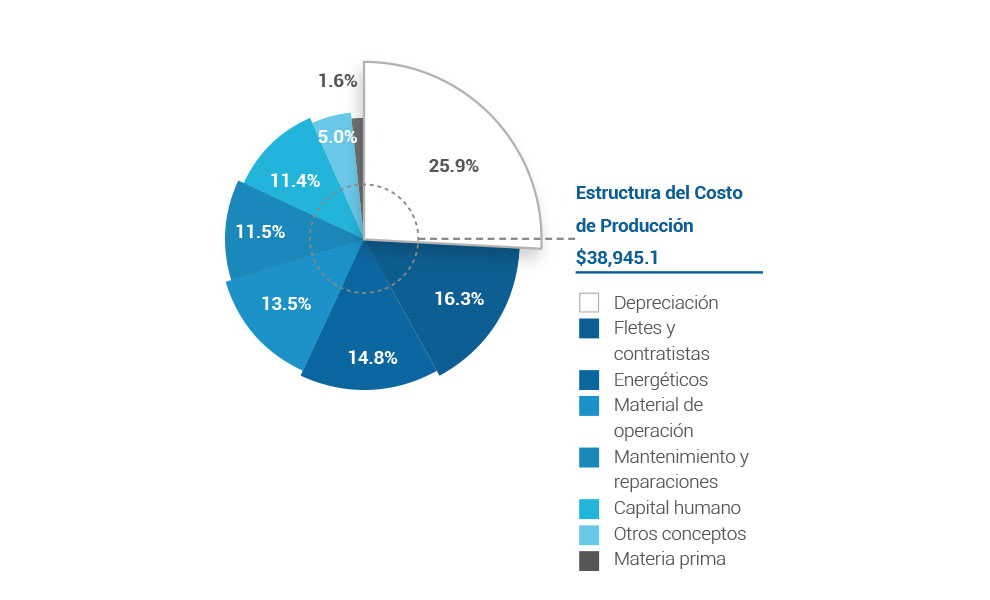 1.6%
25.9%
5.0%
11.4%
11.5%
13.5%
14.8%
16.3%
Estructura del Costo
de Producción
$38,945.1
Depreciación
Fletes y
contratistas
Energéticos
Material de
operación
Mantenimiento y
reparaciones
Capital humano
Otros conceptos
Materia prima